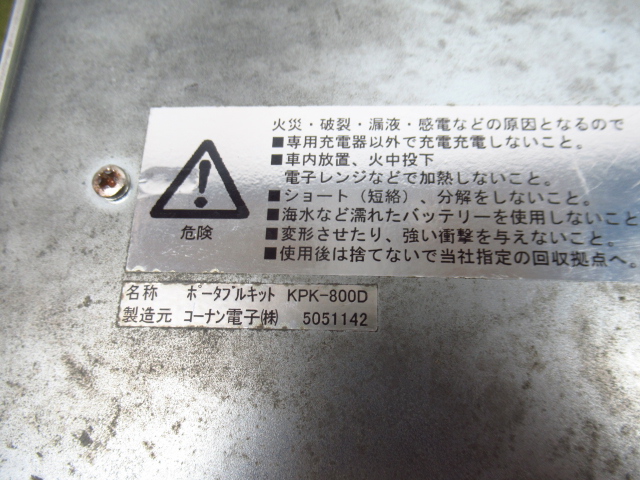 火災・破裂・漏液・感電などの原因となるので
■専用充電器以外で充電充電しないこと。
■車内放置、火中投下
電子レンジなどで加熱しないこと。
■ショート（短絡）、分解をしないこと。
■海水など濡れたバッテリーを使用しないこと
■変形させたり、強い衝撃を与えないこと。
■使用後は捨てないで当社指定の回収拠点へ。
危険
名称 ポータブルキット KPK-800D
製造元 コーナン電子㈱ 5051142